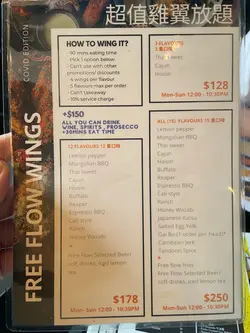 超值雞翼放題
FREE FLOW WINGS
COVID EDITION
HOW TO WING IT?
- 90 mins eating time
- Pick 1 option below
- Can't use with other
promotions/ discounts
- 4 wings per flavour
- 3 flavours max per order
- Can't takeaway
- 10% service charge
+$150
ALL YOU CAN DRINK
WINE, SPIRITS, PROSECCO
+30MINS EAT TIME
3 FLAVOURS
Thai sweet
Cajun
House
$128
Mon-Sun 12:00 - 10:30PM
12 FLAVOURS 12
Lemon pepper
Mongolian BBQ
Thai sweet
Cajun
House
Buffalo
Reaper
Espresso BBQ
Cali style
Ranch
Honey Wasabi
+
Free Flow Selected Beer/
soft drinks, iced lemon
tea
$178
Mon-Sun 12:00 - 10:30PM
ALL FLAVOURS 15
Lemon pepper
Mongolian BBQ
Thai sweet
Cajun
House
Buffalo
Reaper
Espresso BBQ
Cali style
Ranch
Honey Wasabi
Japanese Katsu
Salted Egg Yolk
Caribbean Jerk
Tandoori Spice
+
Free flow fries
Free Flow Selected Beer/
soft drinks, iced lemon tea
$250
Mon-Sun 12:00 - 10:30PM